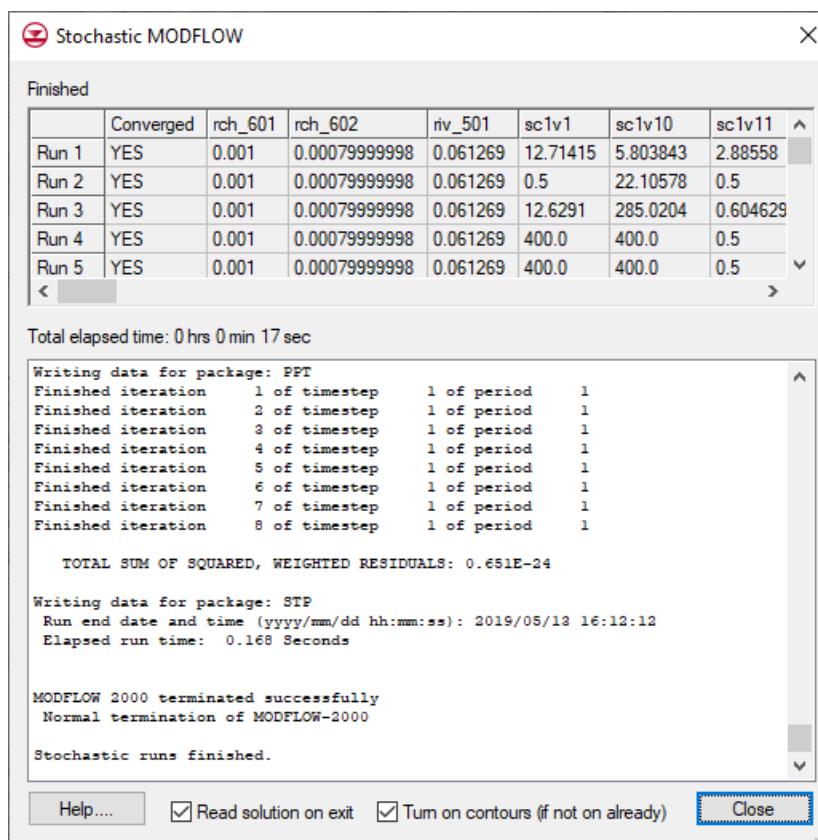 Stochastic MODFLOW
Finished
Converged rch_601 rch_602 riv_501 sc1v1 sc1v10 sc1v11
Run 1 YES 0.001 0.00079999998 0.061269 12.71415 5.803843 2.88558
Run 2 YES 0.001 0.00079999998 0.061269 0.5 22.10578 0.5
Run 3 YES 0.001 0.00079999998 0.061269 12.6291 285.0204 0.604629
Run 4 YES 0.001 0.00079999998 0.061269 400.0 400.0 0.5
Run 5 YES 0.001 0.00079999998 0.061269 400.0 400.0 0.5
Total elapsed time: 0 hrs 0 min 17 sec
Writing data for package: PPT
Finished iteration 1 of timestep 1 of period 1
Finished iteration 2 of timestep 1 of period 1
Finished iteration 3 of timestep 1 of period 1
Finished iteration 4 of timestep 1 of period 1
Finished iteration 5 of timestep 1 of period 1
Finished iteration 6 of timestep 1 of period 1
Finished iteration 7 of timestep 1 of period 1
Finished iteration 8 of timestep 1 of period 1
TOTAL SUM OF SQUARED, WEIGHTED RESIDUALS: 0.651E-24
Writing data for package: STP
Run end date and time (yyyy/mm/dd hh:mm:ss): 2019/05/13 16:12:12
Elapsed run time: 0.168 Seconds
MODFLOW 2000 terminated successfully
Normal termination of MODFLOW-2000
Stochastic runs finished.
Help.... Read solution on exit Turn on contours (if not on already) Close